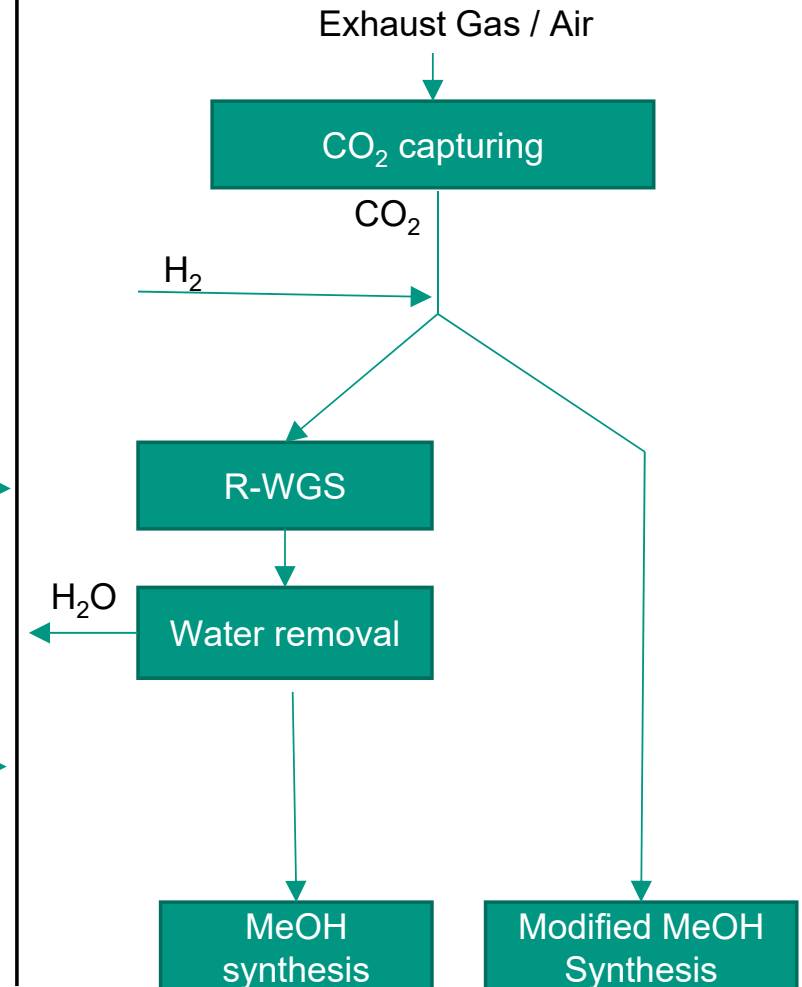 Exhaust Gas / Air
CO₂ capturing
CO₂
H₂
R-WGS
H₂O
Water removal
MeOH
synthesis
Modified MeOH
Synthesis